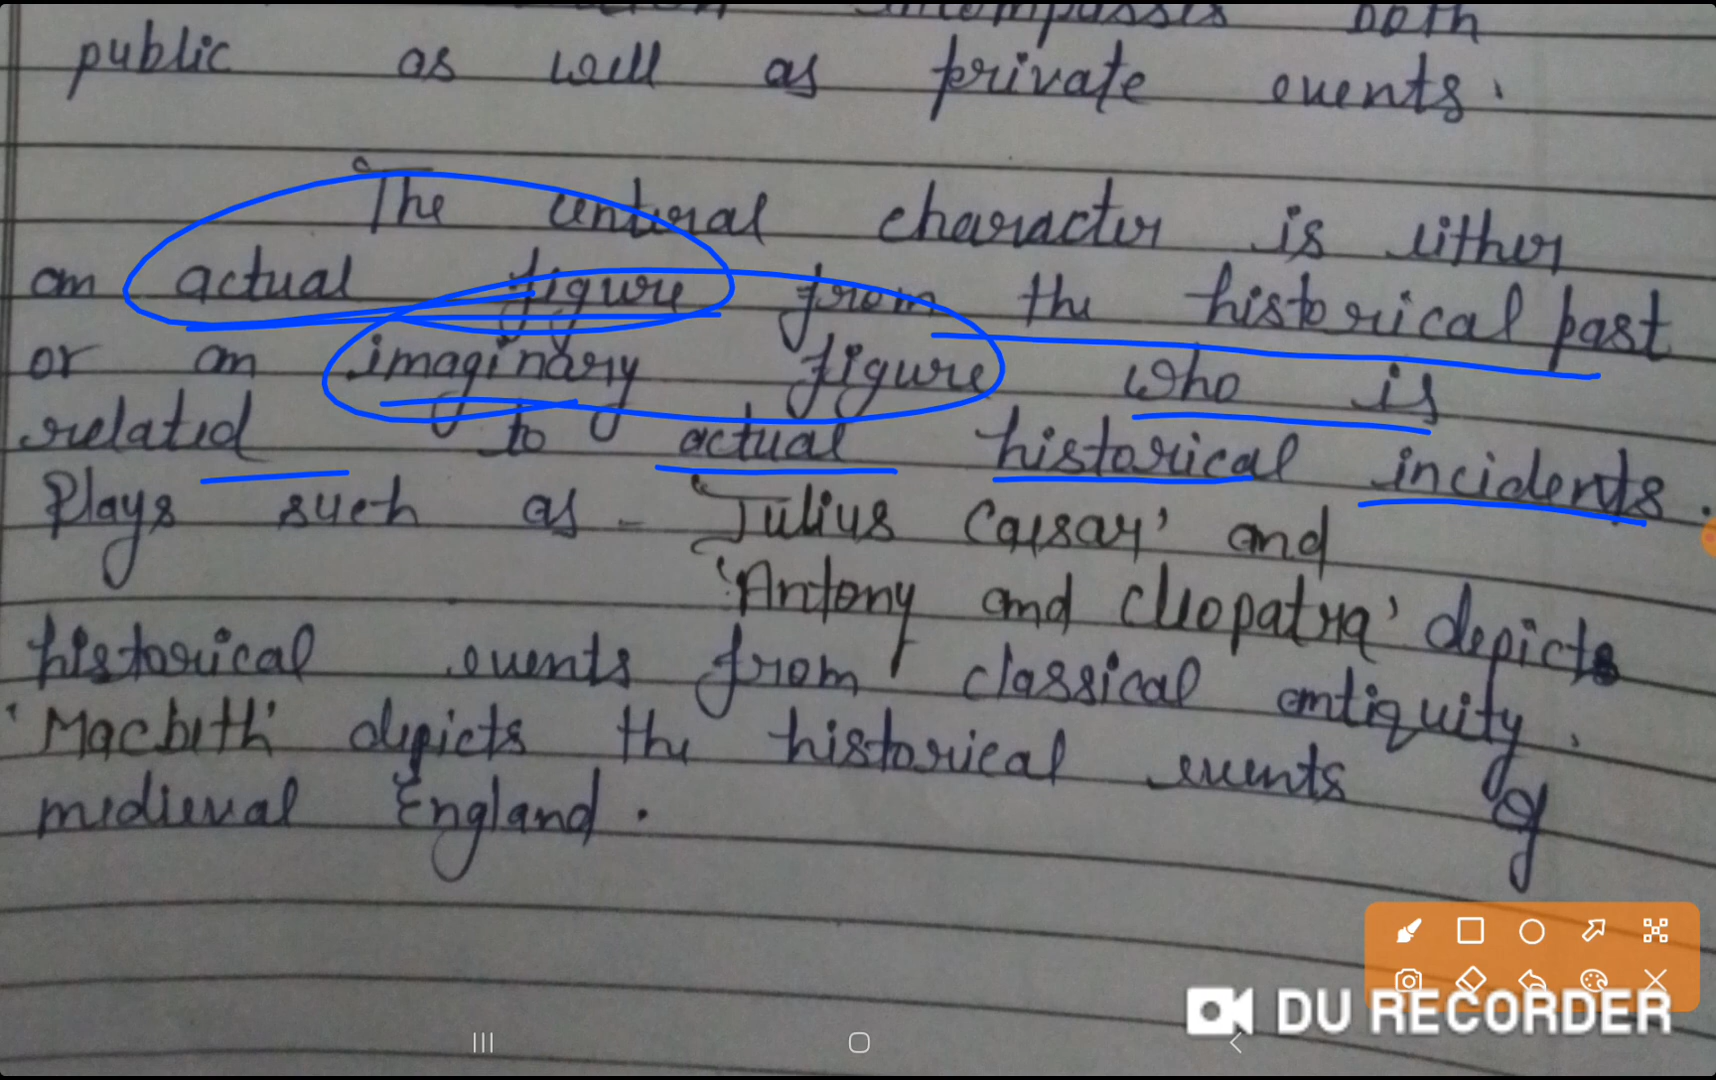 encompasses both
public as well as private events.
'The central character is either
an actual figure from the historical past
or an imaginary figure who is
related to actual historical incidents.
Plays such as - 'Julius Caesar' and
'Antony and Cleopatra' depicts
historical events from classical antiquity.
'Macbeth' depicts the historical events of
medieval England.
DU RECORDER